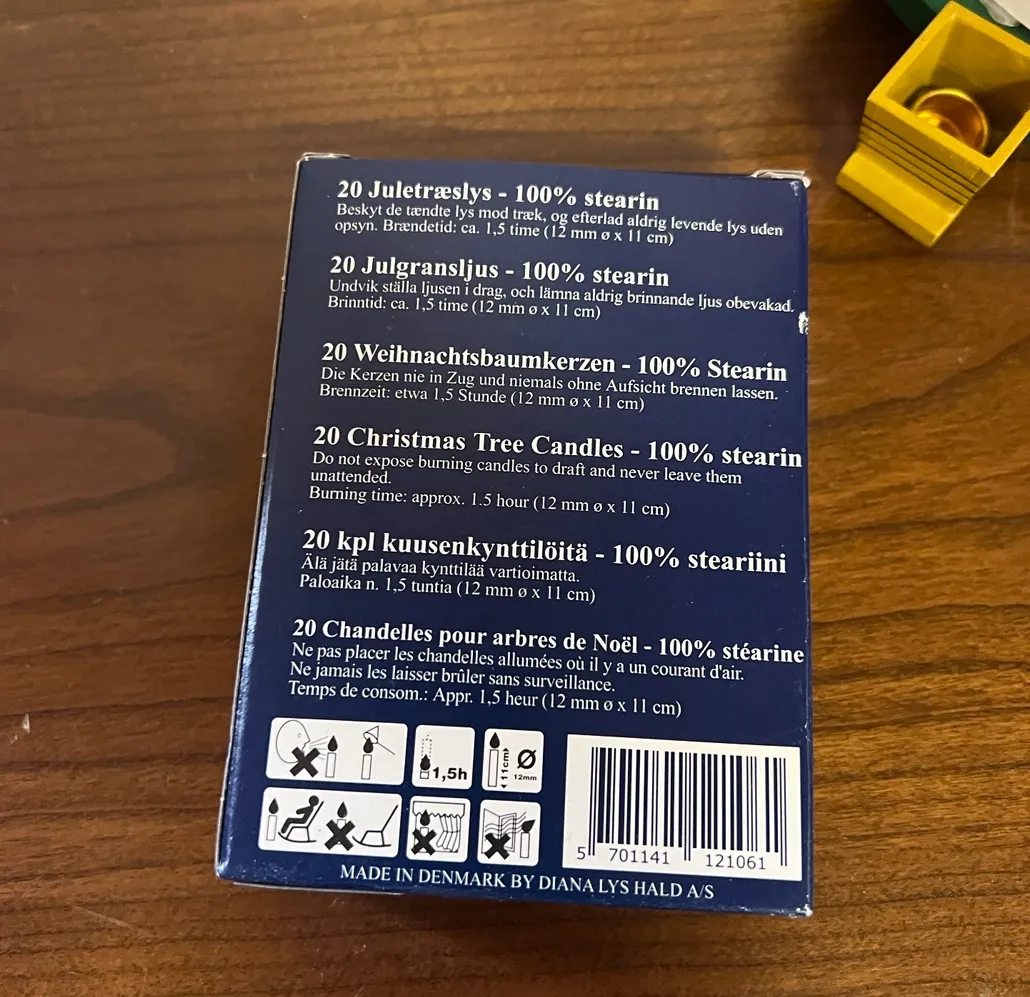 20 Juletræslys - 100% stearin
Beskyt de tændte lys mod træk, og efterlad aldrig levende lys uden
opsyn. Brændetid: ca. 1,5 time (12 mm ø x 11 cm)
20 Julgransljus - 100% stearin
Undvik ställa ljusen i drag, och lämna aldrig brinnande ljus obevakad.
Brinntid: ca. 1,5 time (12 mm ø x 11 cm)
20 Weihnachtsbaumkerzen - 100% Stearin
Die Kerzen nie in Zug und niemals ohne Aufsicht brennen lassen.
Brennzeit: etwa 1,5 Stunde (12 mm ø x 11 cm)
20 Christmas Tree Candles - 100% stearin
Do not expose burning candles to draft and never leave them
unattended.
Burning time: approx. 1.5 hour (12 mm ø x 11 cm)
20 kpl kuusenkynttilöitä - 100% steariini
Älä jätä palavaa kynttilää vartioimatta.
Paloaika n. 1,5 tuntia (12 mm ø x 11 cm)
20 Chandelles pour arbres de Noël - 100% stéarine
Ne pas placer les chandelles allumées où il y a un courant d'air.
Ne jamais les laisser brûler sans surveillance.
Temps de consom.: Appr. 1,5 heur (12 mm ø x 11 cm)
1,5h
11cm
Ø
12mm
5 701141 121061
MADE IN DENMARK BY DIANA LYS HALD A/S